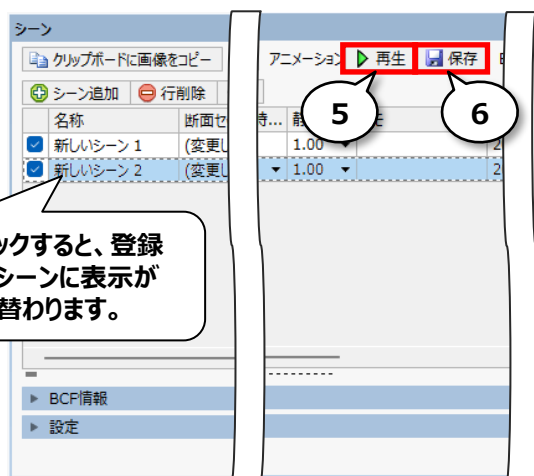 シーン
クリップボードに画像をコピー アニメーション 再生 保存
シーン追加 行削除
5 6
名称 断面セ 時...
新しいシーン 1 (変更し 1.00 2
新しいシーン 2 (変更し 1.00 2
ックすると、登録
シーンに表示が
替わります。
BCF情報
設定